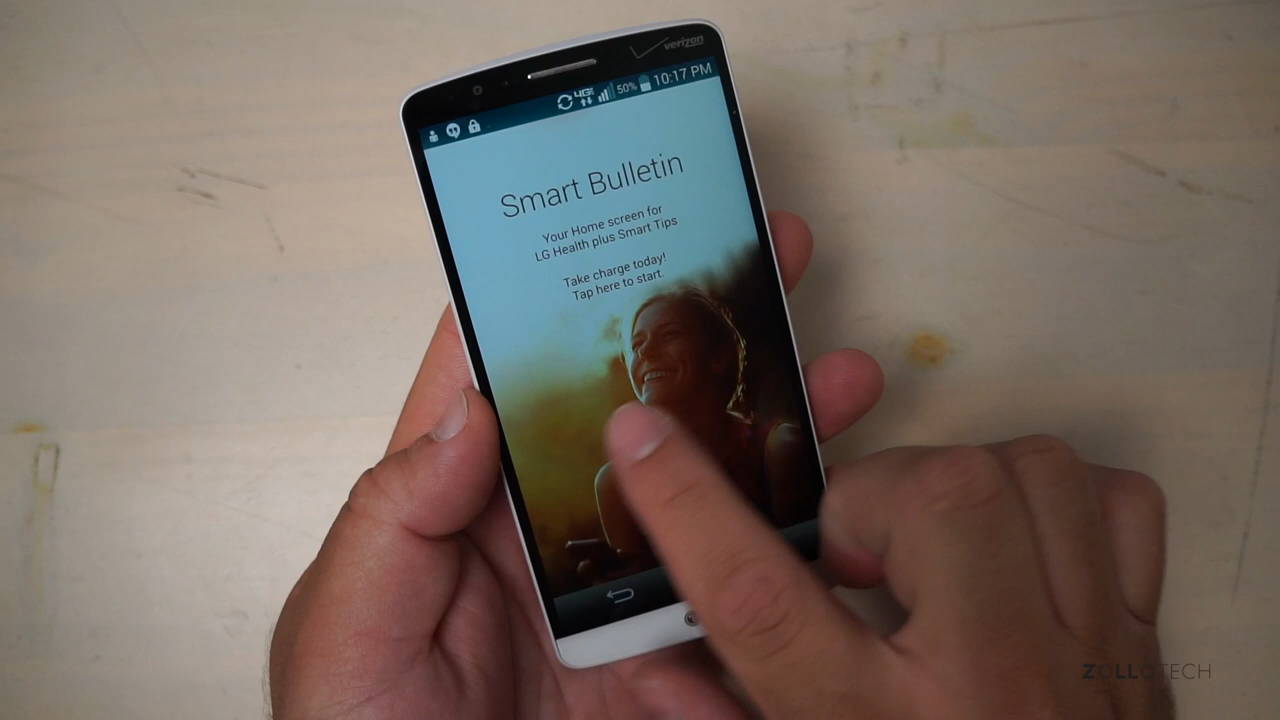 verizon
4G LTE 50% 10:17 PM
Smart Bulletin
Your Home screen for
LG Health plus Smart Tips
Take charge today!
Tap here to start.
ZOLLOTECH